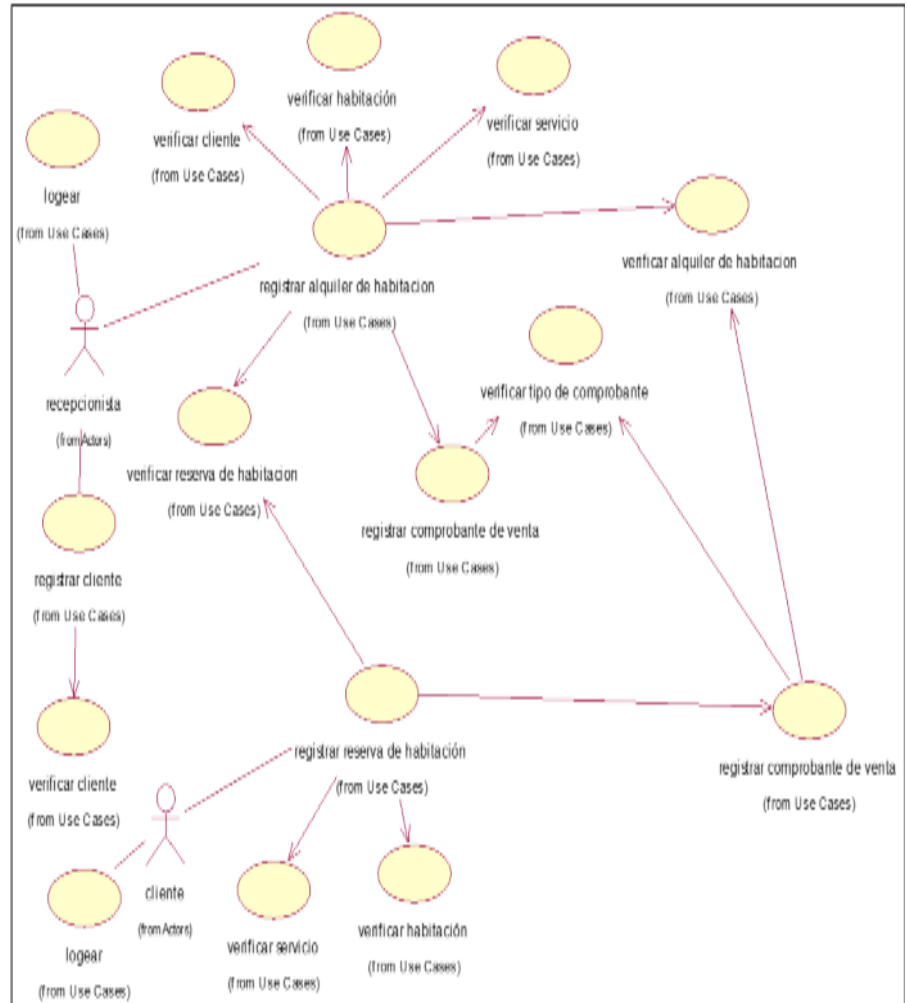 verificar habitación
(from Use Cases)
verificar servicio
(from Use Cases)
verificar cliente
(from Use Cases)
logear
(from Use Cases)
verificar alquiler de habitacion
(from Use Cases)
registrar alquiler de habitacion
(from Use Cases)
recepcionista
(from Actors)
verificar tipo de comprobante
(from Use Cases)
verificar reserva de habitacion
(from Use Cases)
registrar comprobante de venta
(from Use Cases)
registrar cliente
(from Use Cases)
registrar reserva de habitación
(from Use Cases)
registrar comprobante de venta
(from Use Cases)
verificar cliente
(from Use Cases)
cliente
(from Actors)
verificar servicio
(from Use Cases)
verificar habitación
(from Use Cases)
logear
(from Use Cases)